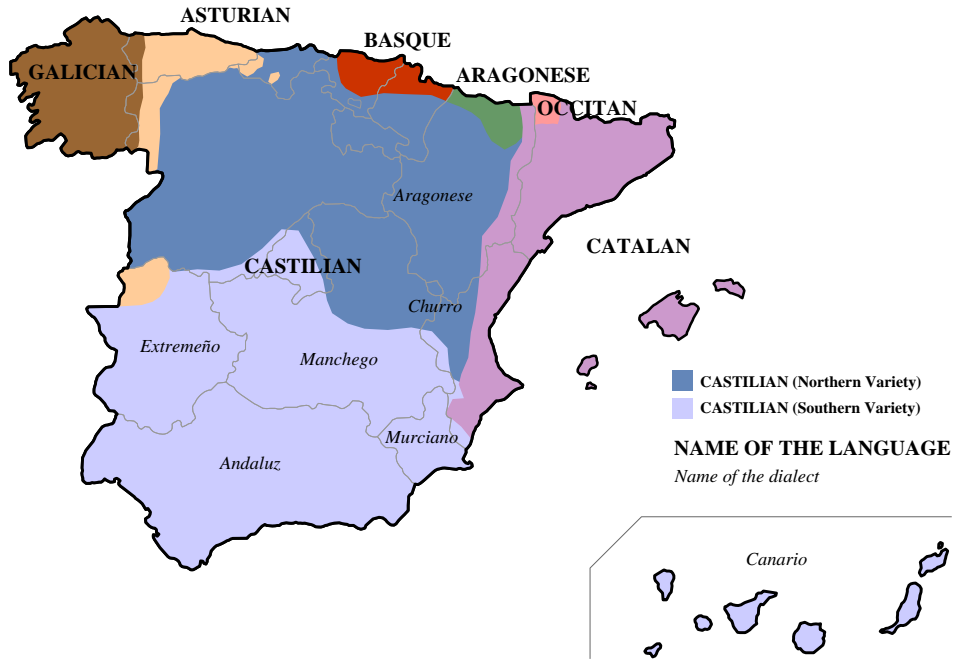 ASTURIAN
BASQUE
GALICIAN
ARAGONESE
OCCITAN
Aragonese
CATALAN
CASTILIAN
Churro
Extremeño
Manchego
CASTILIAN (Northern Variety)
CASTILIAN (Southern Variety)
Murciano
NAME OF THE LANGUAGE
Andaluz
Name of the dialect
Canario